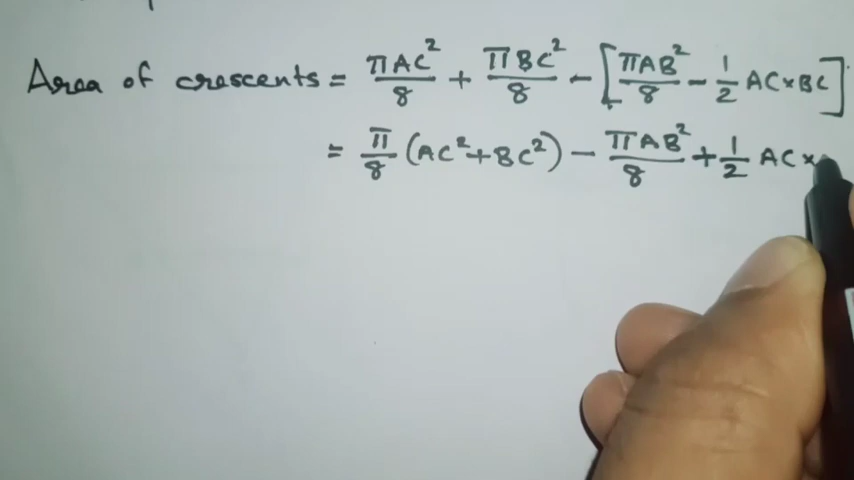 Area of crescents = πAC²/8 + πBC²/8 - [πAB²/8 - 1/2 AC×BC]
= π/8 (AC²+BC²) - πAB²/8 + 1/2 AC×